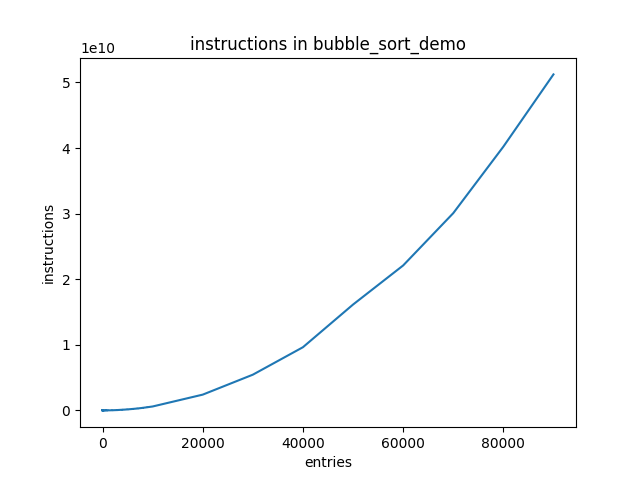 instructions in bubble_sort_demo
1e10
5
4
3
2
1
0
instructions
0 20000 40000 60000 80000
entries